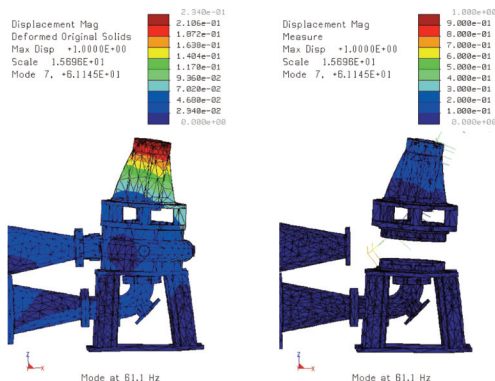 Displacement Mag
Deformed Original Solids
Max Disp +1.0000E+00
Scale 1.5696E+01
Mode 7, +6.1145E+01
2.340e-01
2.106e-01
1.872e-01
1.638e-01
1.404e-01
1.170e-01
9.360e-02
7.020e-02
4.680e-02
2.340e-02
0.000e+00
Z
X
Mode at 61.1 Hz
Displacement Mag
Measure
Max Disp +1.0000E+00
Scale 1.5696E+01
Mode 7, +6.1145E+01
1.000e+00
9.000e-01
8.000e-01
7.000e-01
6.000e-01
5.000e-01
4.000e-01
3.000e-01
2.000e-01
1.000e-01
0.000e+00
Z
X
Mode at 61.1 Hz